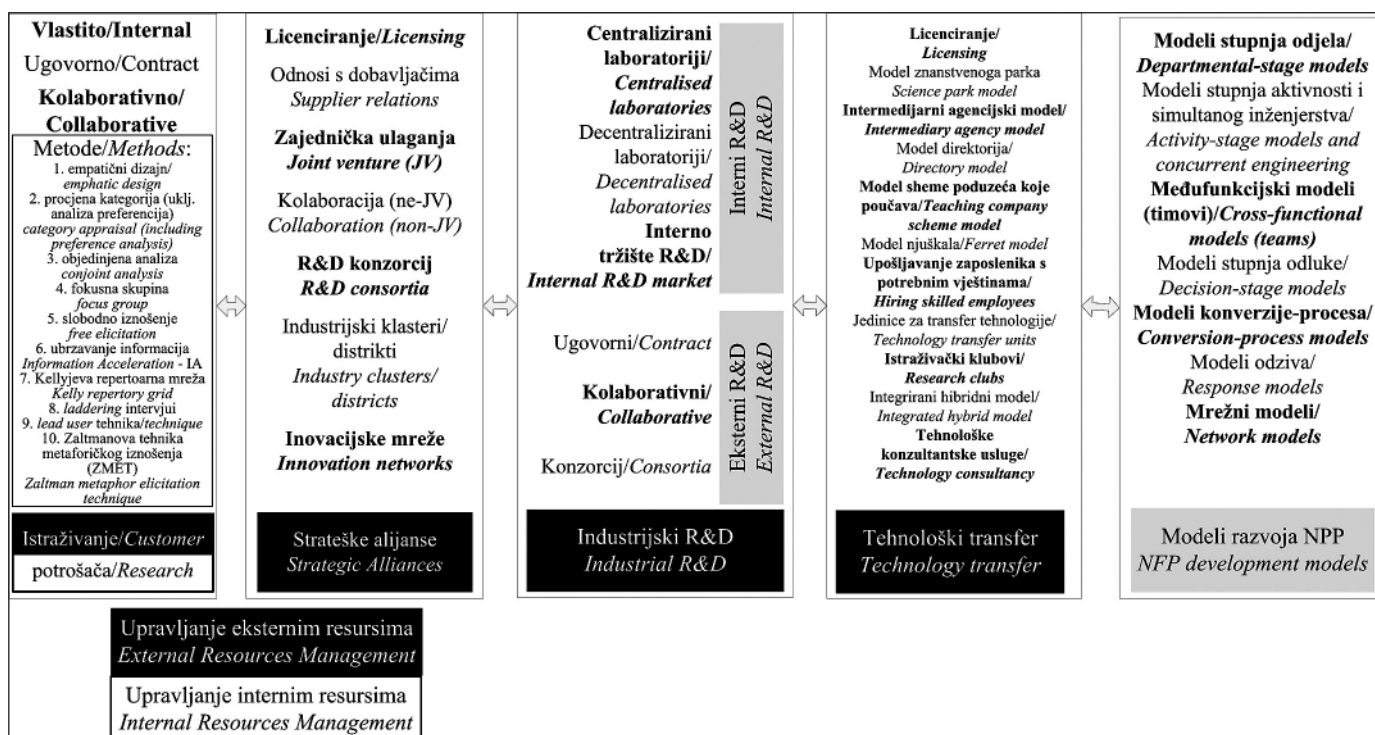 Vlastito/Internal
Ugovorno/Contract
Kolaborativno/
Collaborative
Metode/Methods:
1. empatični dizajn/
emphatic design
2. procjena kategorija (uklj.
analiza preferencija)
category appraisal (including
preference analysis)
3. objedinjena analiza
conjoint analysis
4. fokusna skupina
focus group
5. slobodno iznošenje
free elicitation
6. ubrzavanje informacija
Information Acceleration - IA
7. Kellyjeva repertoarna mreža
Kelly repertory grid
8. laddering intervjui
9. lead user tehnika/technique
10. Zaltmanova tehnika
metaforičkog iznošenja
(ZMET)
Zaltman metaphor elicitation
technique
Istraživanje/Customer
potrošača/Research
Licenciranje/Licensing
Odnosi s dobavljačima
Supplier relations
Zajednička ulaganja
Joint venture (JV)
Kolaboracija (ne-JV)
Collaboration (non-JV)
R&D konzorcij
R&D consortia
Industrijski klasteri/
distrikti
Industry clusters/
districts
Inovacijske mreže
Innovation networks
Strateške alijanse
Strategic Alliances
Centralizirani
laboratoriji/
Centralised
laboratories
Decentralizirani
laboratoriji/
Decentralised
laboratories
Interno
tržište R&D/
Internal R&D market
Interni R&D
Internal R&D
Ugovorni/Contract
Kolaborativni/
Collaborative
Konzorcij/Consortia
Eksterni R&D
External R&D
Industrijski R&D
Industrial R&D
Licenciranje/
Licensing
Model znanstvenoga parka
Science park model
Intermedijarni agencijski model/
Intermediary agency model
Model direktorija/
Directory model
Model sheme poduzeća koje
poučava/Teaching company
scheme model
Model njuškala/Ferret model
Upošljavanje zaposlenika s
potrebnim vještinama/
Hiring skilled employees
Jedinice za transfer tehnologije/
Technology transfer units
Istraživački klubovi/
Research clubs
Integrirani hibridni model/
Integrated hybrid model
Tehnološke
konzultantske usluge/
Technology consultancy
Tehnološki transfer
Technology transfer
Modeli stupnja odjela/
Departmental-stage models
Modeli stupnja aktivnosti i
simultanog inženjerstva/
Activity-stage models and
concurrent engineering
Međufunkcijski modeli
(timovi)/Cross-functional
models (teams)
Modeli stupnja odluke/
Decision-stage models
Modeli konverzije-procesa/
Conversion-process models
Modeli odziva/
Response models
Mrežni modeli/
Network models
Modeli razvoja NPP
NFP development models
Upravljanje eksternim resursima
External Resources Management
Upravljanje internim resursima
Internal Resources Management